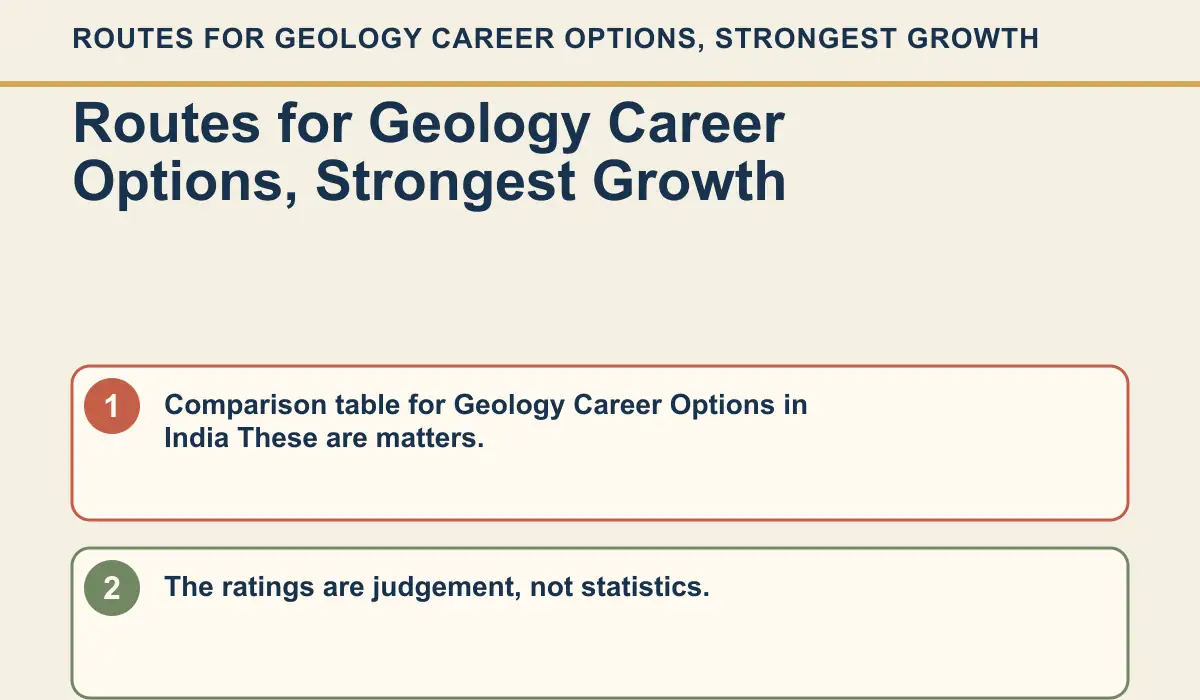 ROUTES FOR GEOLOGY CAREER OPTIONS, STRONGEST GROWTH
Routes for Geology Career
Options, Strongest Growth
1
Comparison table for Geology Career Options in
India These are matters.
2
The ratings are judgement, not statistics.